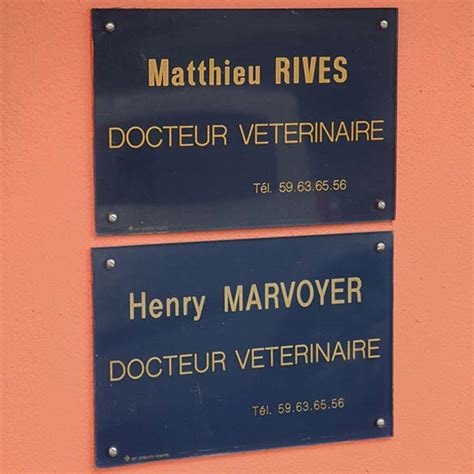 Matthieu RIVES
DOCTEUR VETERINAIRE
Tél. 59.63.65.56
Henry MARVOYER
DOCTEUR VETERINAIRE
Tél. 59.63.65.56